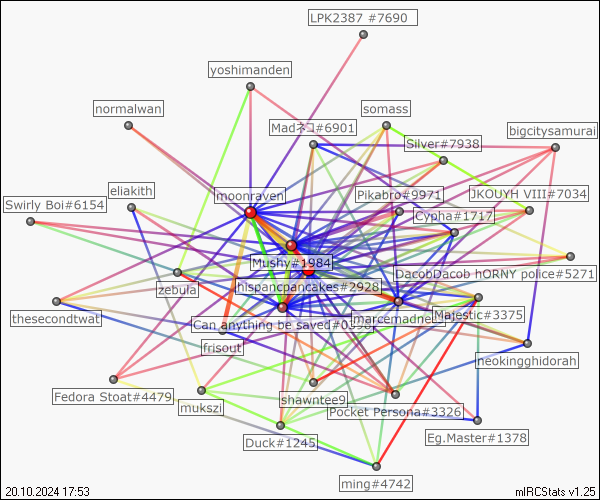 LPK2387 #7690
yoshimanden
normalwan
somass
Madネコ#6901
bigcitysamurai
Silver#7938
eliakith
moonraven
Pikabro#9971
JKOUYH VIII#7034
Swirly Boi#6154
Cypha#1717
Mushy#1984
DacobDacob hORNY police#5271
zebula
hispancpancakes#2928
thesecondtwat
Can anything be saved#0398
marcemadnel
Majestic#3375
frisout
neokingghidorah
Fedora Stoat#4479
shawntee9
mukszi
Pocket Persona#3326
Duck#1245
Eg.Master#1378
ming#4742
20.10.2024 17:53
mIRCStats v1.25